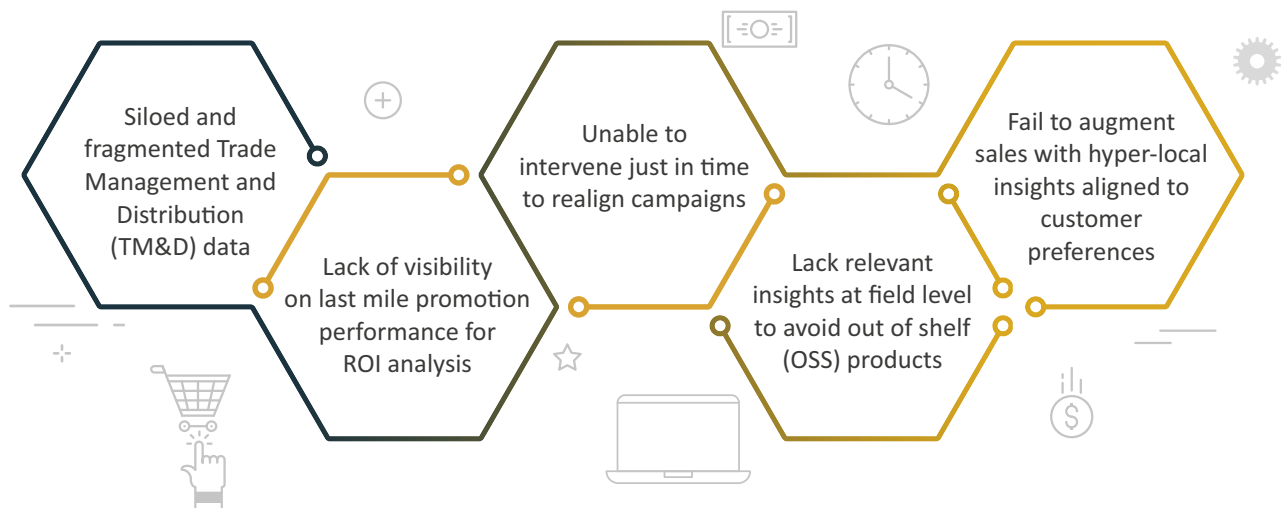 Siloed and
fragmented Trade
Management and
Distribution
(TM&D) data
Lack of visibility
on last mile promotion
performance for
ROI analysis
Unable to
intervene just in time
to realign campaigns
Lack relevant
insights at field level
to avoid out of shelf
(OSS) products
Fail to augment
sales with hyper-local
insights aligned to
customer
preferences
$